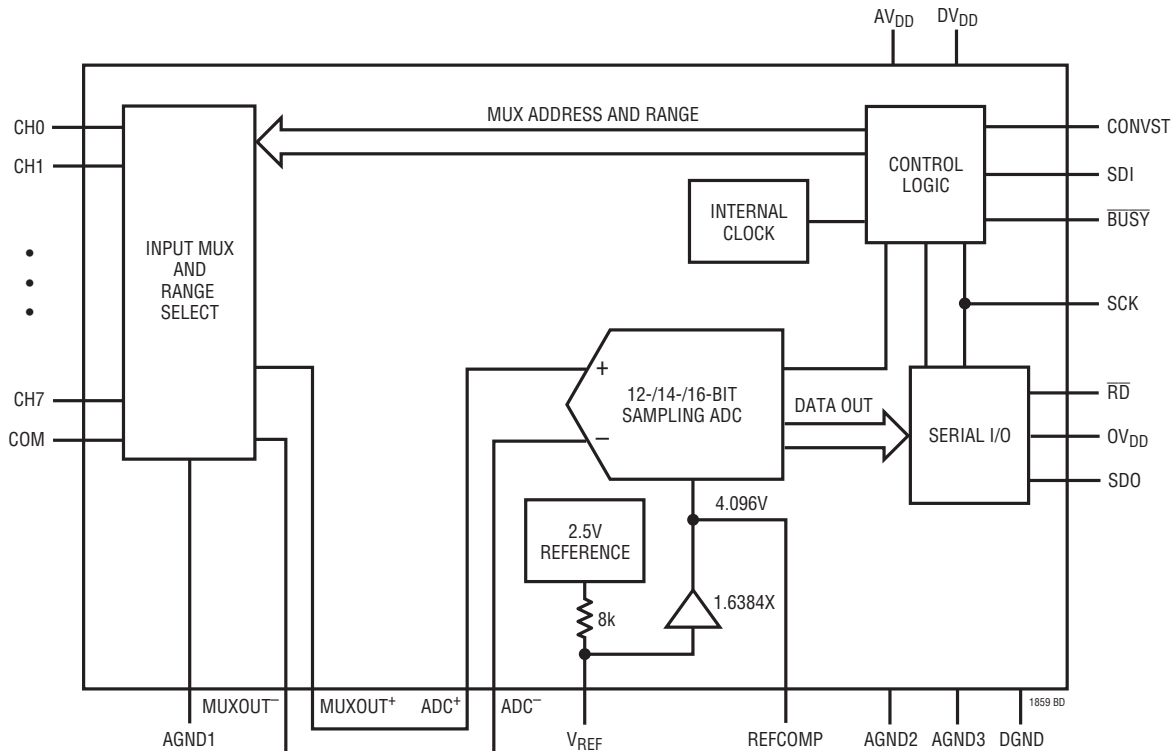 AVDD DVDD
CH0
CH1
CH7
COM
INPUT MUX
AND
RANGE
SELECT
MUX ADDRESS AND RANGE
CONTROL
LOGIC
INTERNAL
CLOCK
CONVST
SDI
BUSY
SCK
RD
OVDD
SDO
+
12-/14-/16-BIT
SAMPLING ADC
–
DATA OUT
SERIAL I/O
4.096V
2.5V
REFERENCE
8k
1.6384X
MUXOUT– MUXOUT+ ADC+ ADC–
1859 BD
AGND1 VREF REFCOMP AGND2 AGND3 DGND